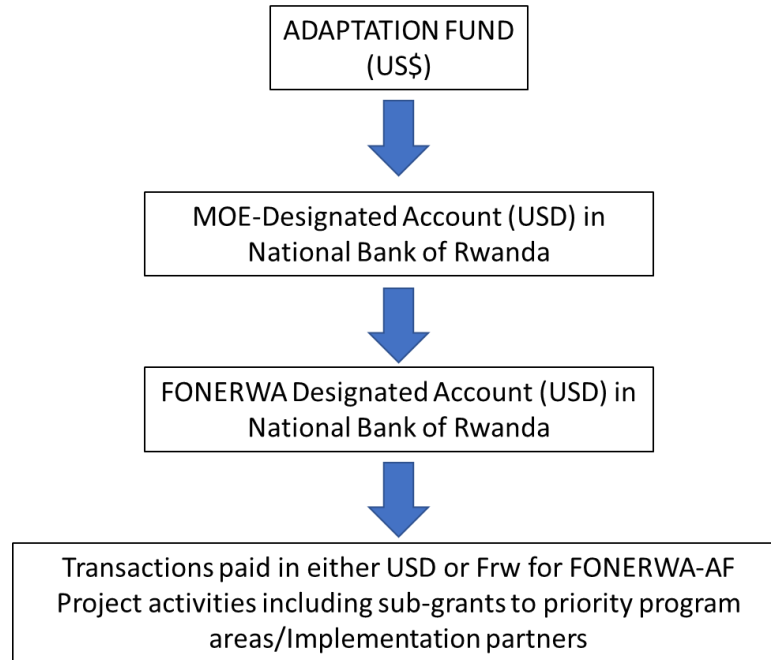 ADAPTATION FUND
(US$)
MOE-Designated Account (USD) in
National Bank of Rwanda
FONERWA Designated Account (USD) in
National Bank of Rwanda
Transactions paid in either USD or Frw for FONERWA-AF
Project activities including sub-grants to priority program
areas/Implementation partners